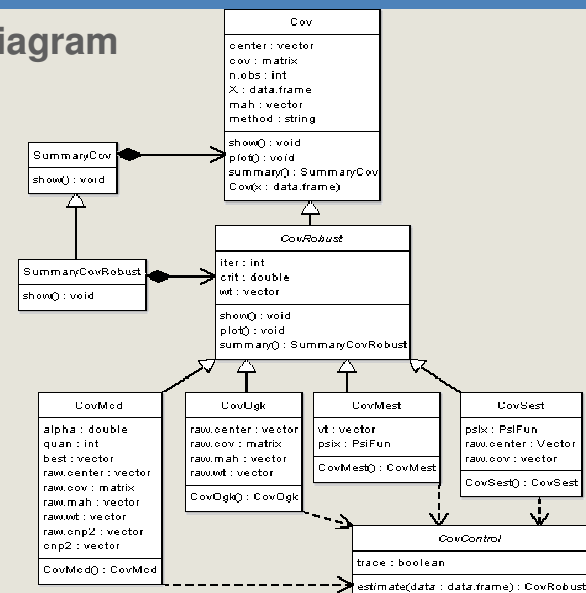 iagram
Cov
center : vector
cov : matrix
n.obs : int
X : data.frame
mah : vector
method : string
show() : void
plot() : void
summary() : SummaryCov
Cov(x : data.frame)
SummaryCov
show() : void
SummaryCovRobust
show() : void
CovRobust
iter : int
crit : double
wt : vector
show() : void
plot() : void
summary() : SummaryCovRobust
CovMcd
alpha : double
quan : int
best : vector
raw.center : vector
raw.cov : matrix
raw.mah : vector
raw.wt : vector
raw.cnp2 : vector
cnp2 : vector
CovMcd() : CovMcd
CovOgk
raw.center : vector
raw.cov : matrix
raw.mah : vector
raw.wt : vector
CovOgk() : CovOgk
CovMest
vt : vector
psix : PsiFun
CovMest() : CovMest
CovSest
psix : PsiFun
raw.center : Vector
raw.cov : vector
CovSest() : CovSest
CovControl
trace : boolean
estimate(data : data.frame) : CovRobust